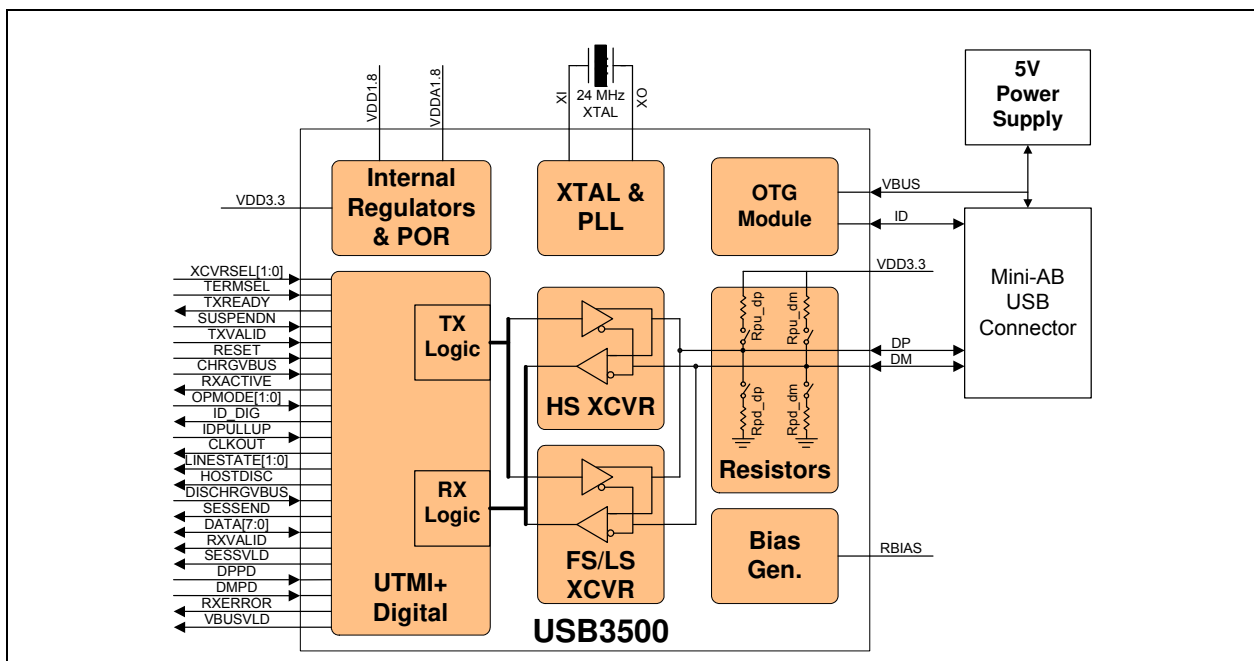 VDD1.8
VDDA1.8
XI
24 MHz
XTAL
XO
5V
Power
Supply
VDD3.3
Internal
Regulators
& POR
XTAL &
PLL
OTG
Module
VBUS
ID
Mini-AB
USB
Connector
XCVRSEL[1:0]
TERMSEL
TXREADY
SUSPENDN
TXVALID
RESET
CHRGVBUS
RXACTIVE
OPMODE[1:0]
ID_DIG
IDPULLUP
CLKOUT
LINESTATE[1:0]
HOSTDISC
DISCHRGVBUS
SESSEND
DATA[7:0]
RXVALID
SESSVLD
DPPD
DMPD
RXERROR
VBUSVLD
TX
Logic
RX
Logic
UTMI+
Digital
HS XCVR
FS/LS
XCVR
VDD3.3
Rpu_dp
Rpu_dm
Rpd_dp
Rpd_dm
Resistors
DP
DM
Bias
Gen.
RBIAS
USB3500